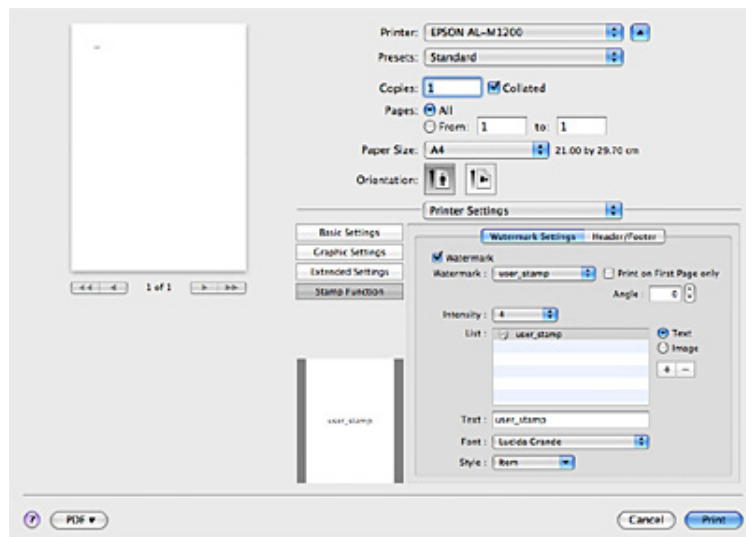 Printer: EPSON AL-M1200
Presets: Standard
Copies: 1 Collated
Pages: All
From: 1 to: 1
Paper Size: A4 21.00 by 29.70 cm
Orientation:
Printer Settings
Basic Settings
Graphic Settings
Extended Settings
Stamp Function
Watermark Settings Header/Footer
Watermark
Watermark : user_stamp Print on First Page only
Angle : 0
Intensity : 4
List : user_stamp
Text
Image
+ −
Text : user_stamp
Font : Lucida Grande
Style : Item
1 of 1
user_stamp
? PDF ▼ Cancel Print